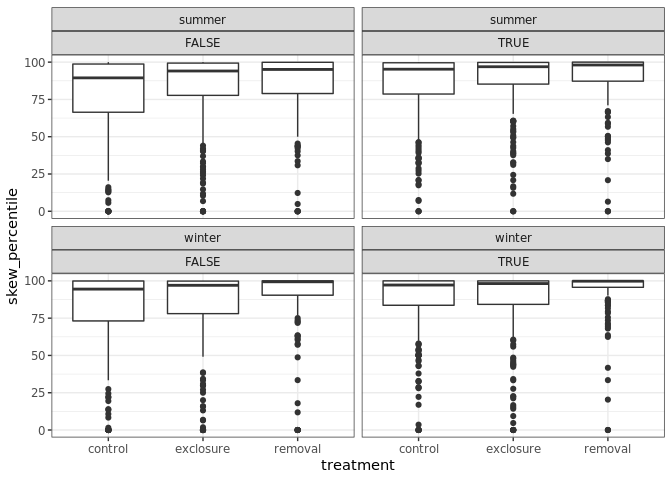 summer summer
FALSE TRUE
100
75
50
25
0
winter winter
FALSE TRUE
100
75
50
25
0
skew_percentile
control exclosure removal control exclosure removal
treatment